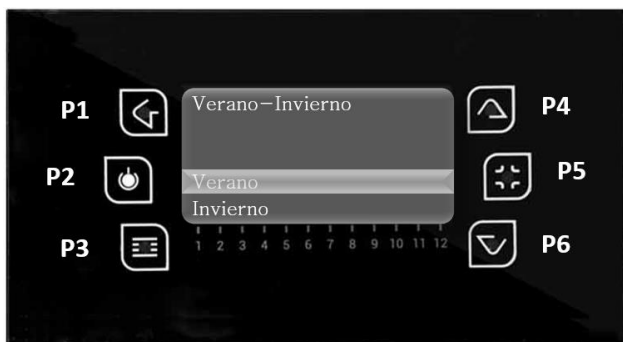 Verano-Invierno
P1
P4
P2
Verano
P5
Invierno
P3
1 2 3 4 5 6 7 8 9 10 11 12
P6